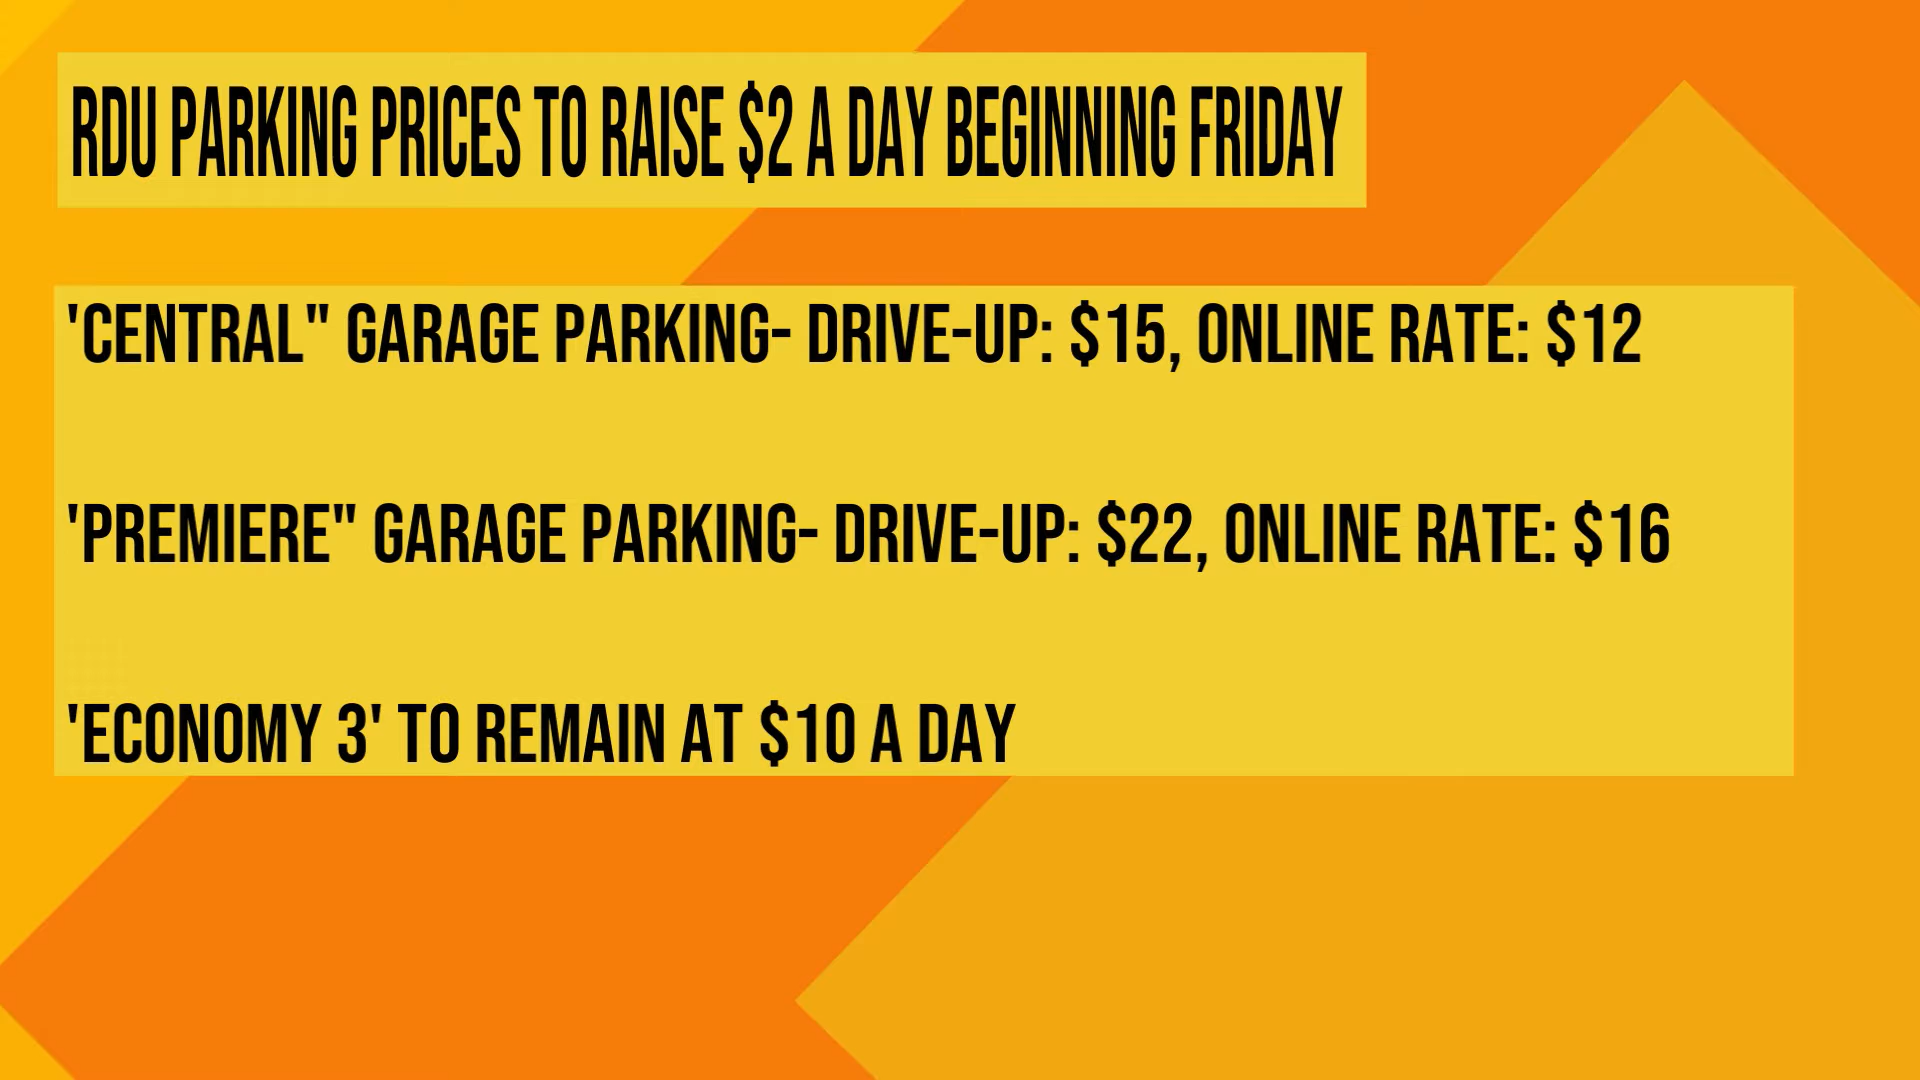 RDU PARKING PRICES TO RAISE $2 A DAY BEGINNING FRIDAY
'CENTRAL" GARAGE PARKING- DRIVE-UP: $15, ONLINE RATE: $12
'PREMIERE" GARAGE PARKING- DRIVE-UP: $22, ONLINE RATE: $16
'ECONOMY 3' TO REMAIN AT $10 A DAY